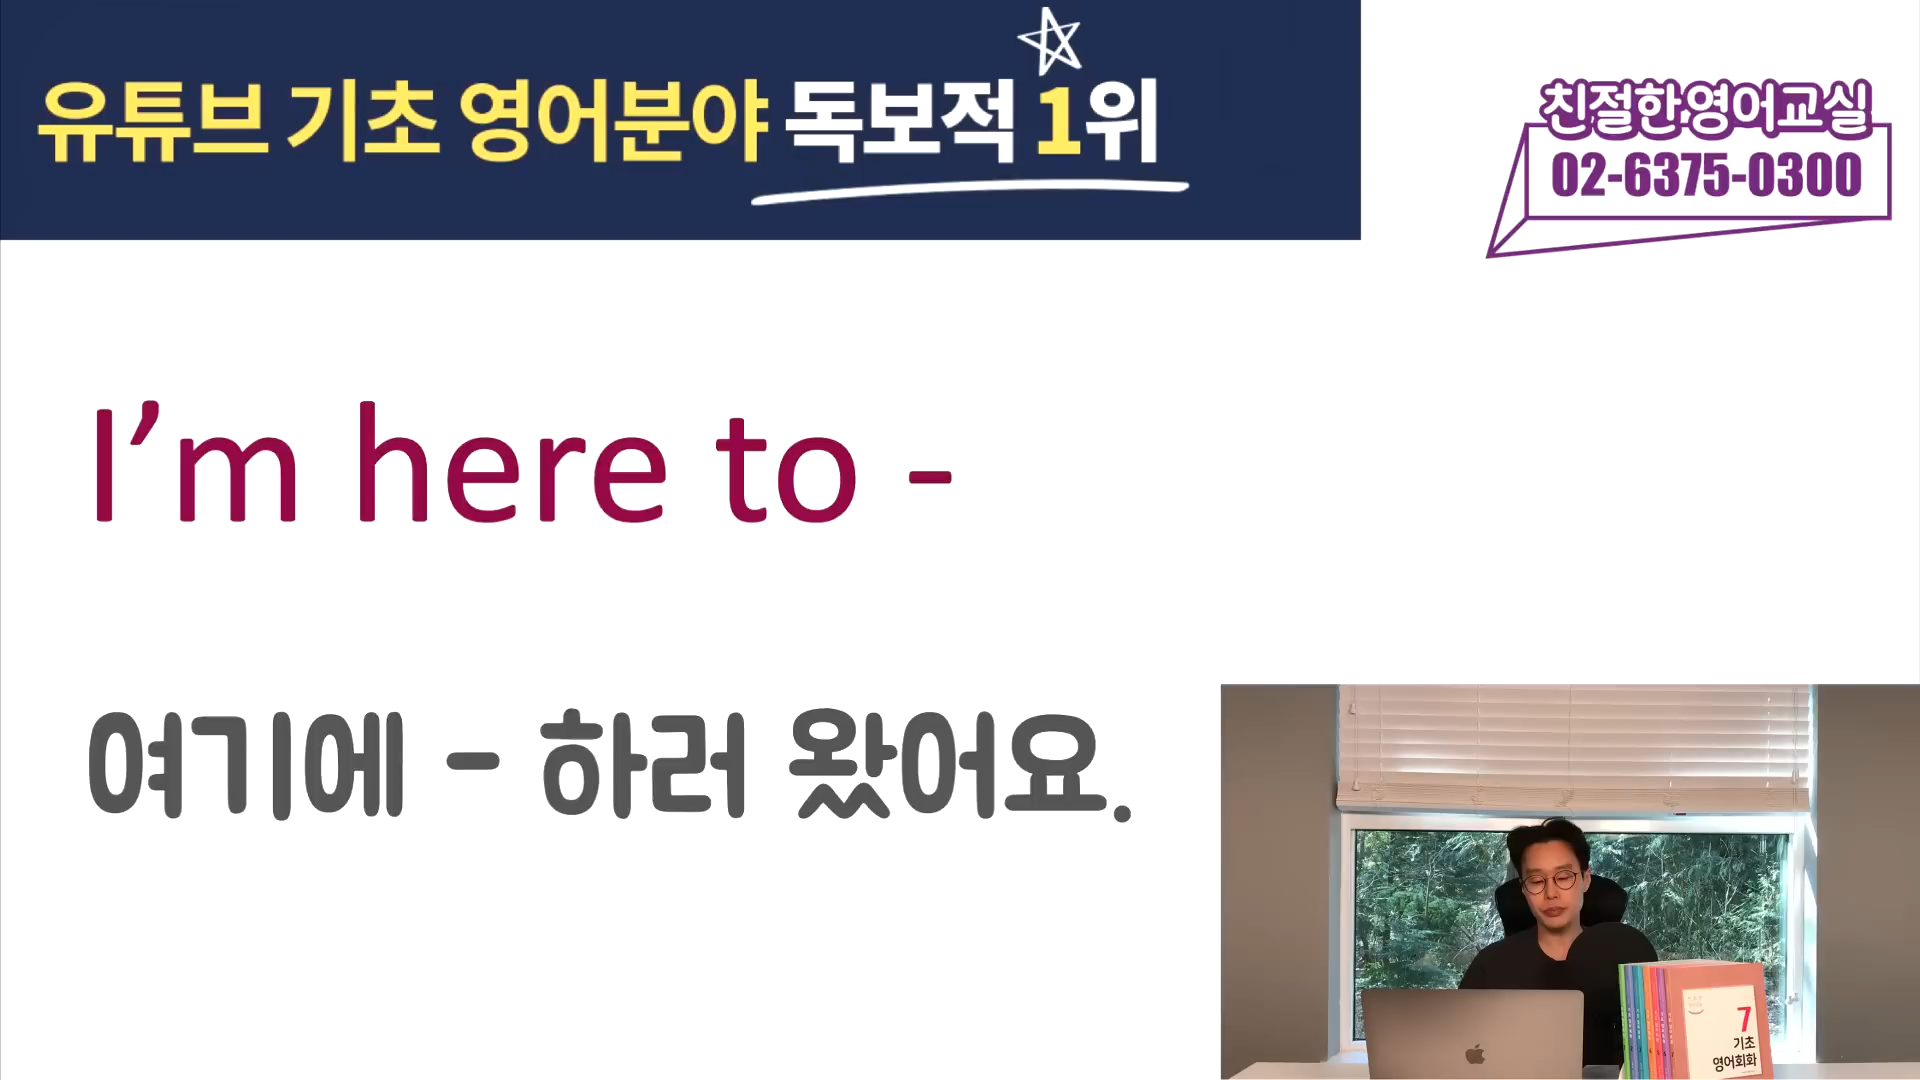 유튜브 기초 영어분야 독보적 1위
친절한영어교실
02-6375-0300
I’m here to -
여기에 - 하러 왔어요.
7
기초
영어회화